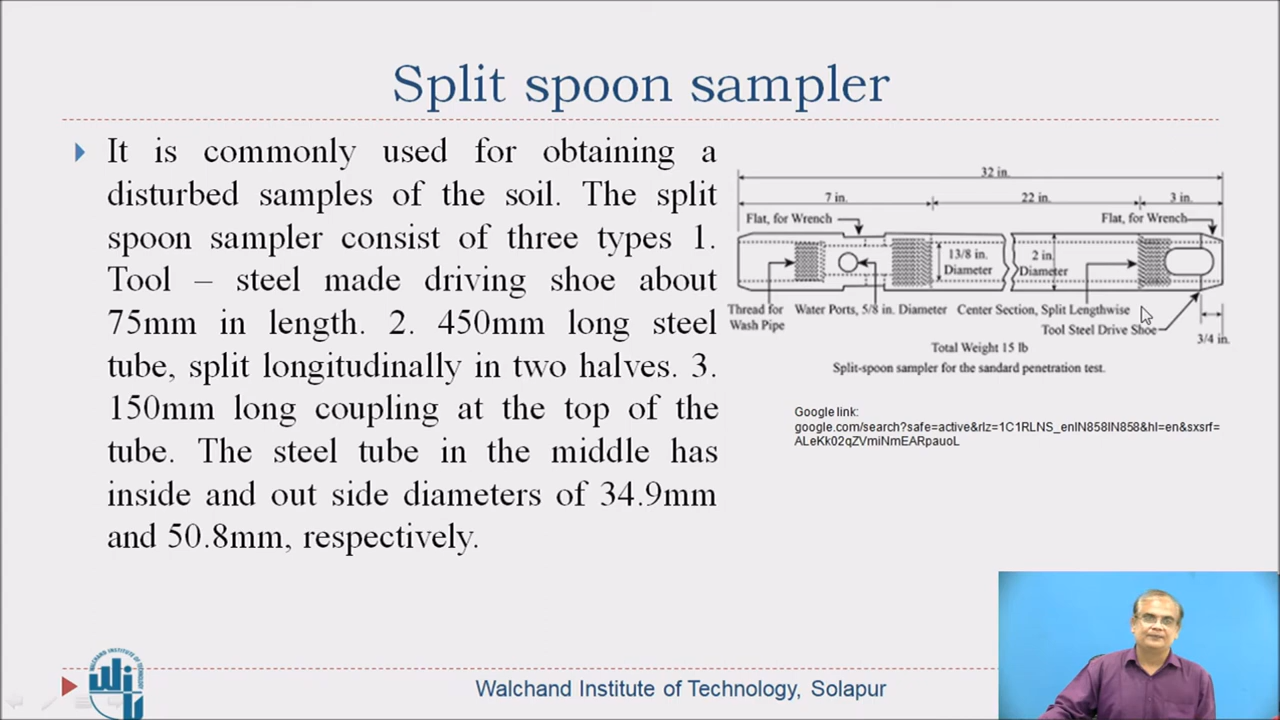 Split spoon sampler
It is commonly used for obtaining a
disturbed samples of the soil. The split
spoon sampler consist of three types 1.
Tool – steel made driving shoe about
75mm in length. 2. 450mm long steel
tube, split longitudinally in two halves. 3.
150mm long coupling at the top of the
tube. The steel tube in the middle has
inside and out side diameters of 34.9mm
and 50.8mm, respectively.
32 in.
7 in.
22 in.
3 in.
Flat, for Wrench
Flat, for Wrench
13/8 in.
Diameter
2 in.
Diameter
Thread for
Wash Pipe
Water Ports, 5/8 in. Diameter
Center Section, Split Lengthwise
Tool Steel Drive Shoe
3/4 in.
Total Weight 15 lb
Split-spoon sampler for the sandard penetration test.
Google link:
google.com/search?safe=active&rlz=1C1RLNS_enIN858IN858&hl=en&sxsrf=
ALeKk02qZVmiNmEARpauoL
WALCHAND INSTITUTE OF TECHNOLOGY
Walchand Institute of Technology, Solapur